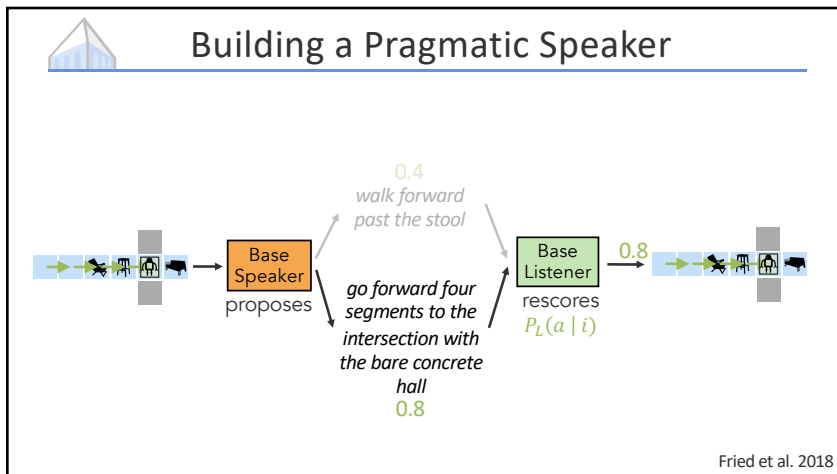 Building a Pragmatic Speaker
0.4
walk forward
past the stool
Base
Speaker
proposes
go forward four
segments to the
intersection with
the bare concrete
hall
0.8
Base
Listener
rescores
P_L(a | i)
0.8
Fried et al. 2018